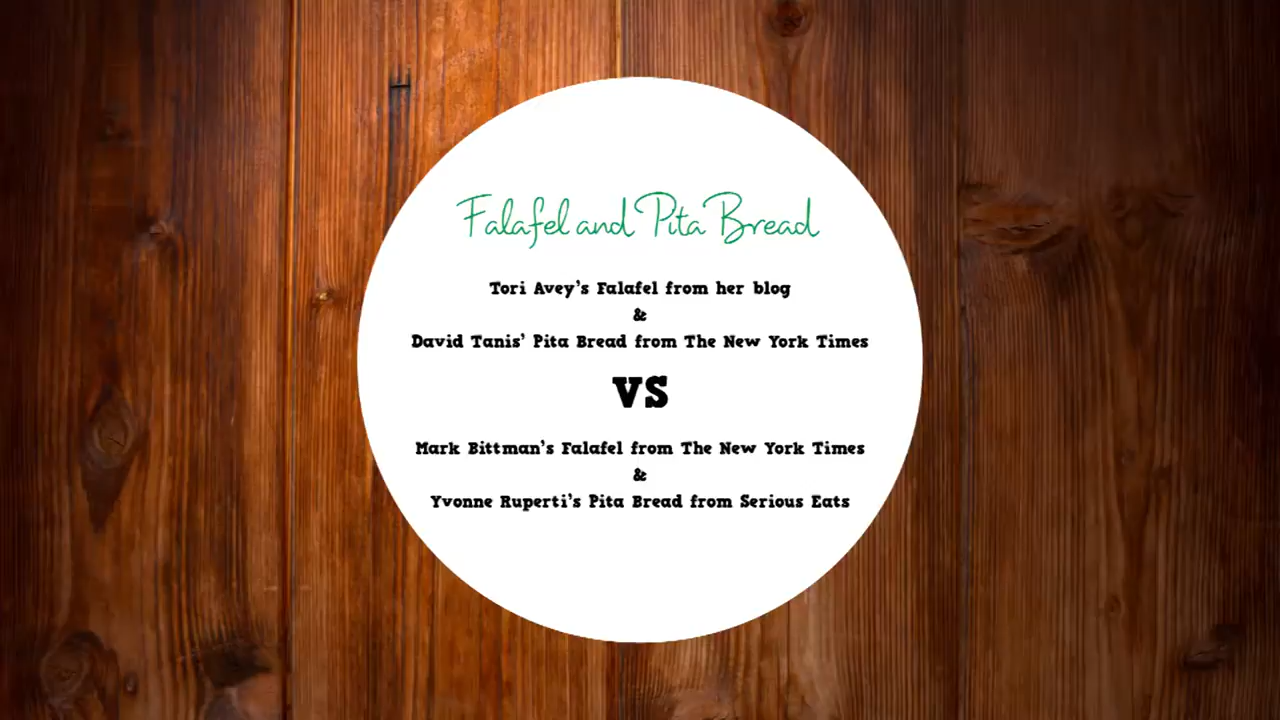 Falafel and Pita Bread
Tori Avey's Falafel from her blog
&
David Tanis' Pita Bread from The New York Times
VS
Mark Bittman's Falafel from The New York Times
&
Yvonne Ruperti's Pita Bread from Serious Eats